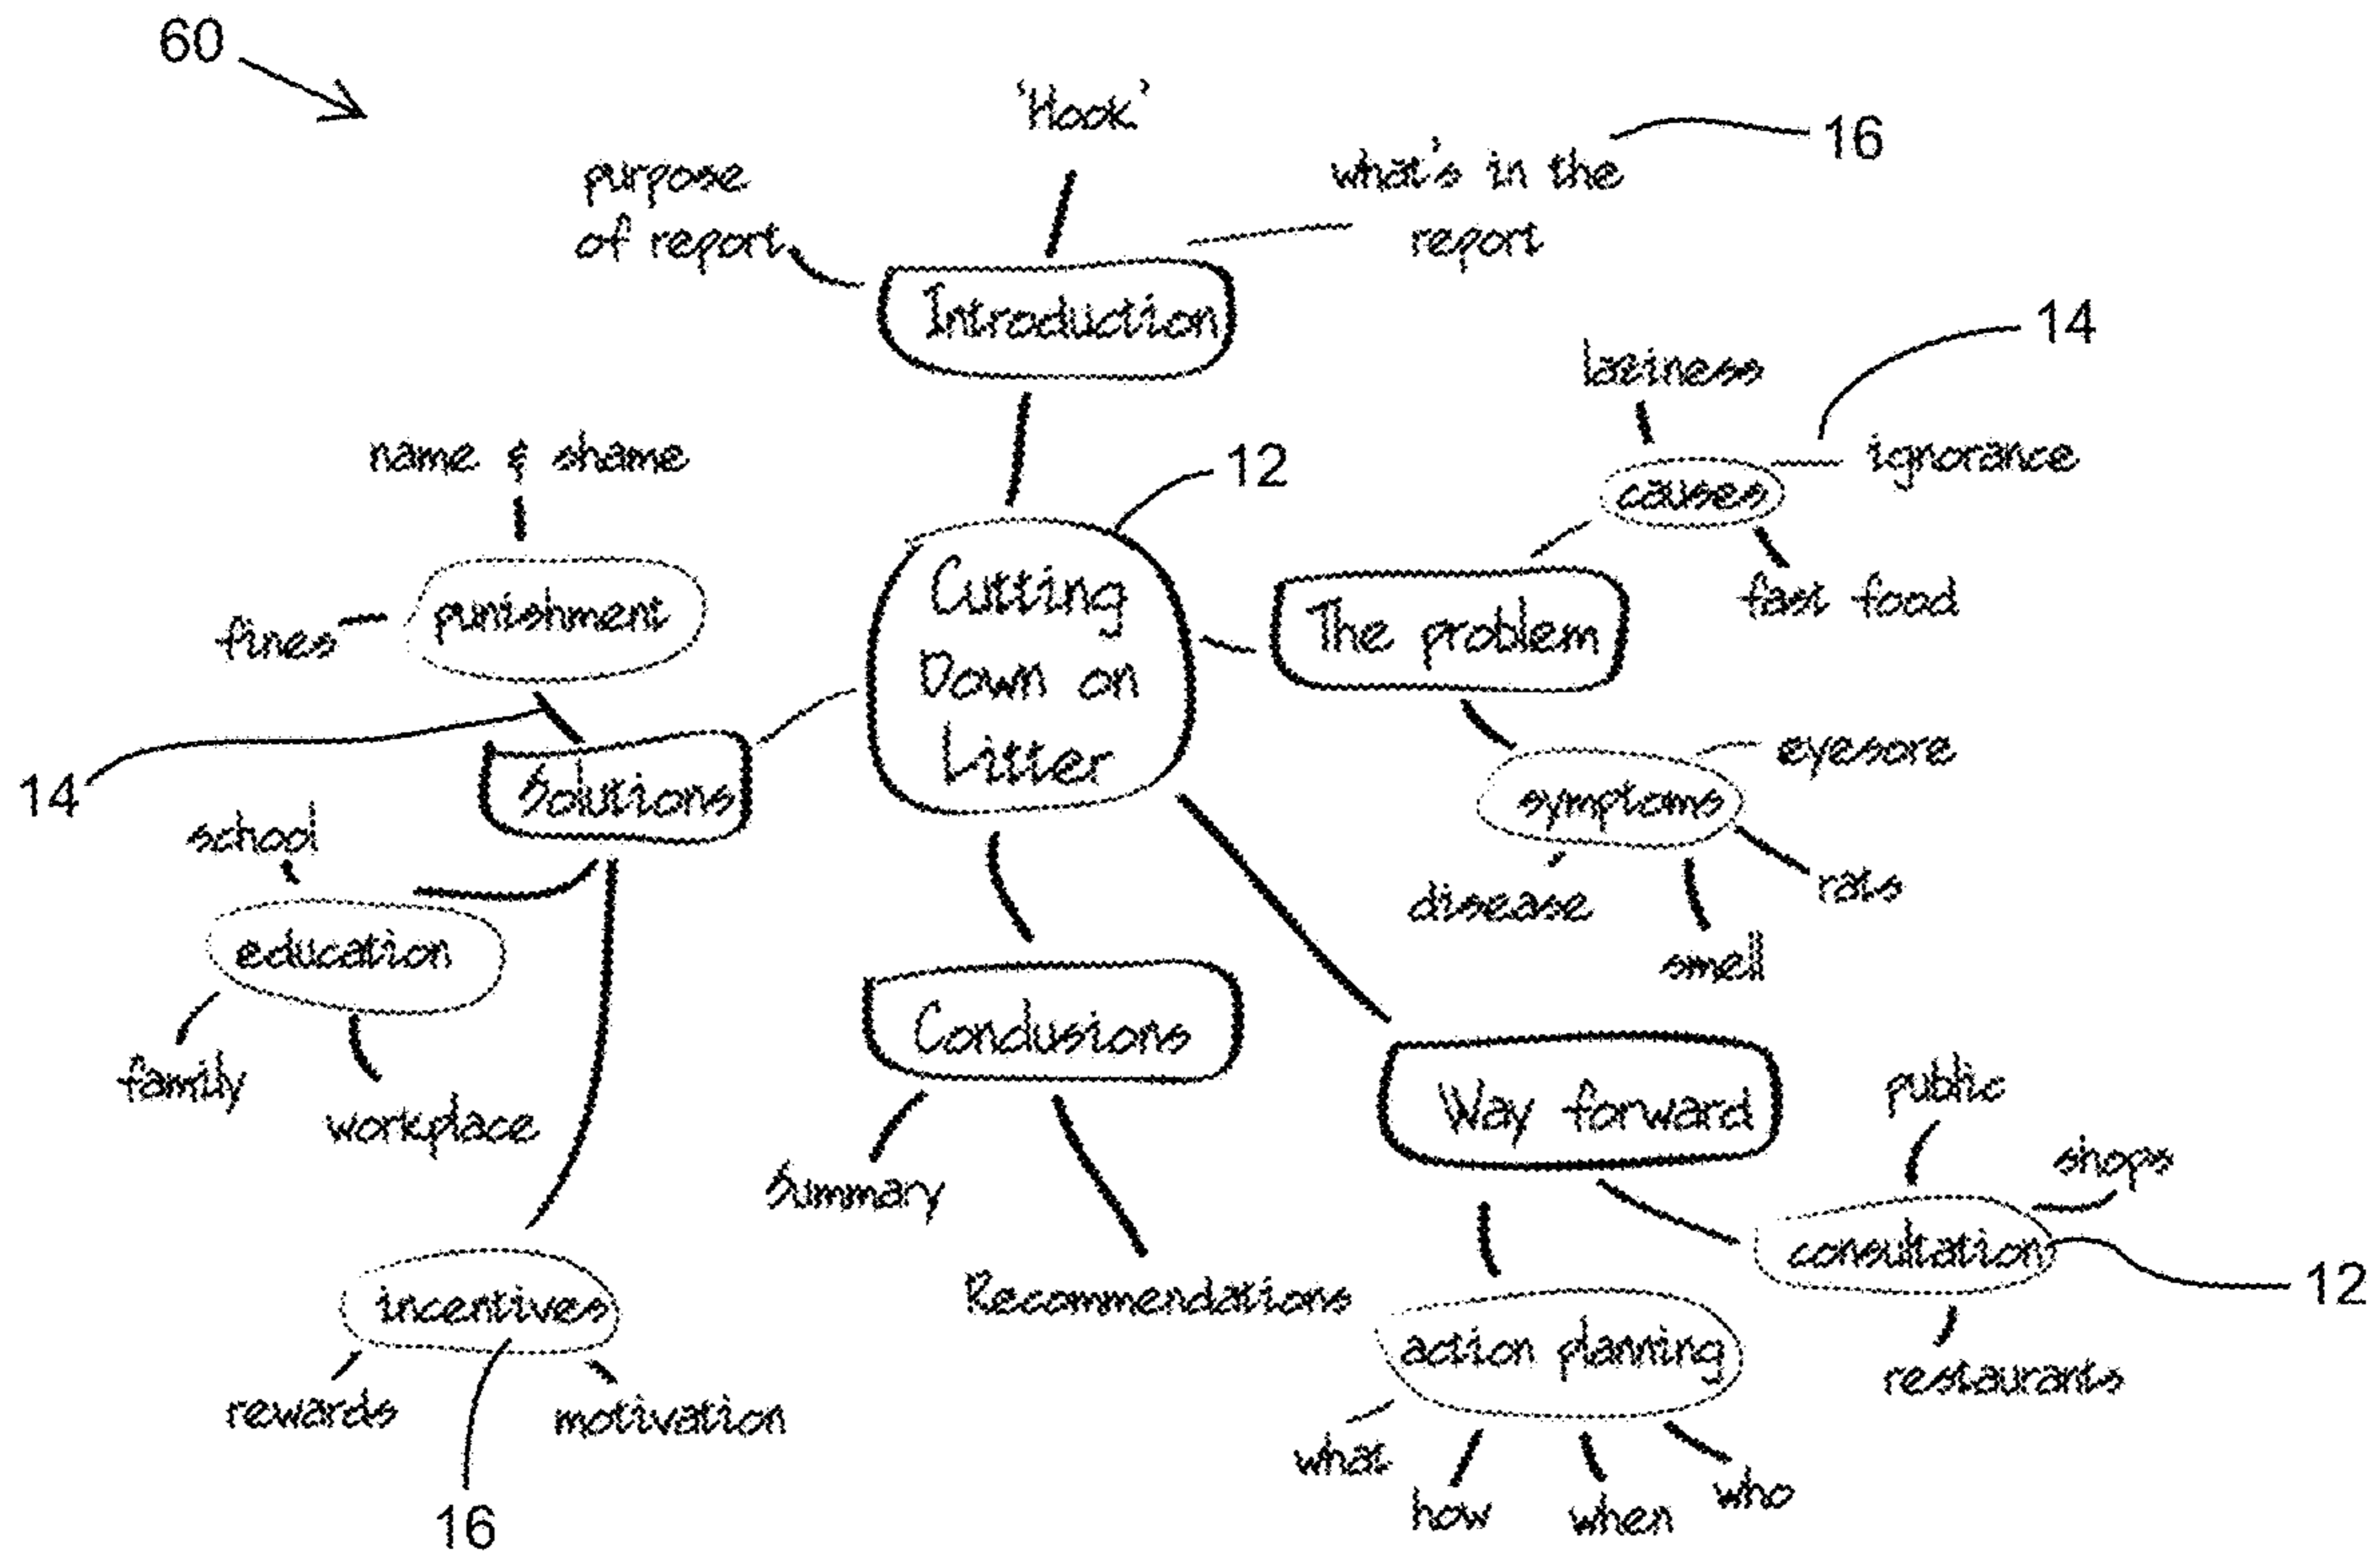 60
'Hook'
16
purpose
of report
what's in the
report
Introduction
14
laziness
name & shame
12
ignorance
causes
Cutting
Down on
Litter
punishment
fines
The problem
fast food
14
Solutions
eyesore
symptoms
school
rats
disease
education
smell
Conclusions
family
workplace
Way forward
public
shops
Summary
consultation
12
incentives
Recommendations
action planning
restaurants
rewards
motivation
what
how
when
who
16